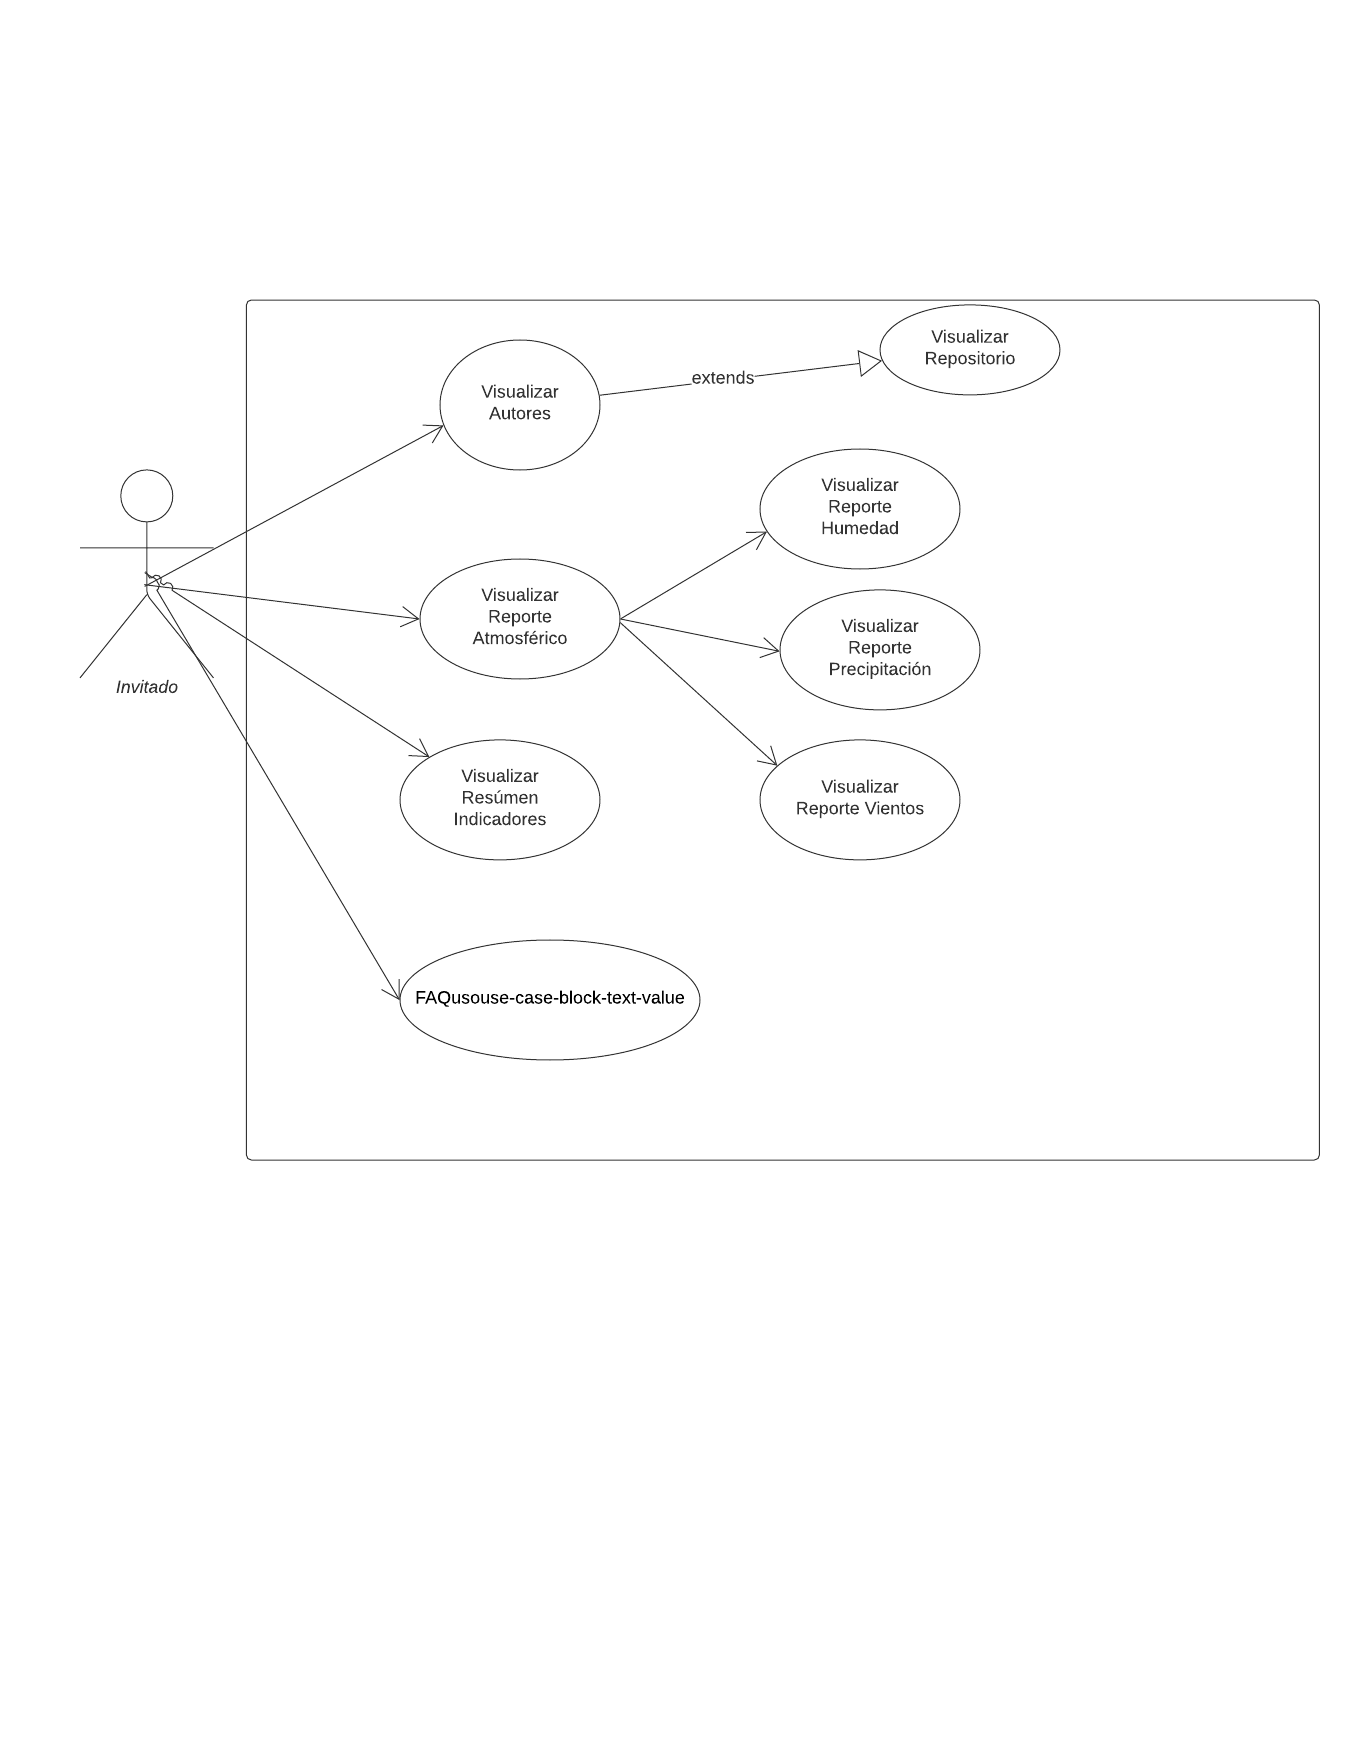 Visualizar
Repositorio
extends
Visualizar
Autores
Visualizar
Reporte
Humedad
Visualizar
Reporte
Atmosférico
Visualizar
Reporte
Precipitación
Invitado
Visualizar
Resúmen
Indicadores
Visualizar
Reporte Vientos
FAQusouse-case-block-text-value